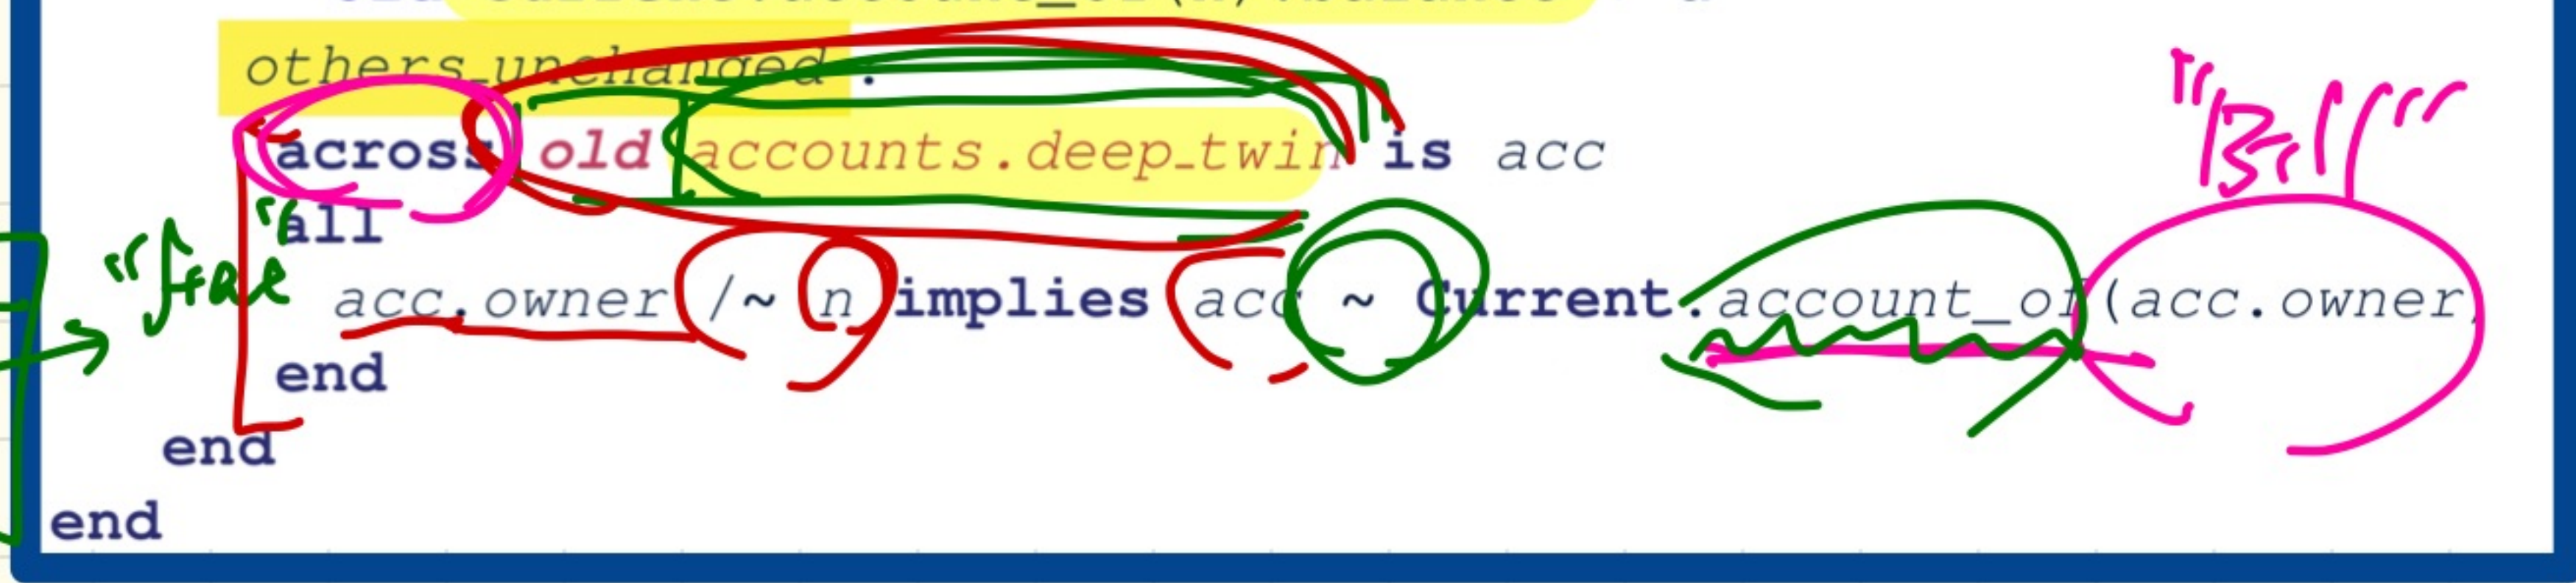 others_unchanged :
"Bill"
across old accounts.deep_twin is acc
all
acc.owner /~ n implies acc ~ Current.account_of(acc.owner)
end
end
end